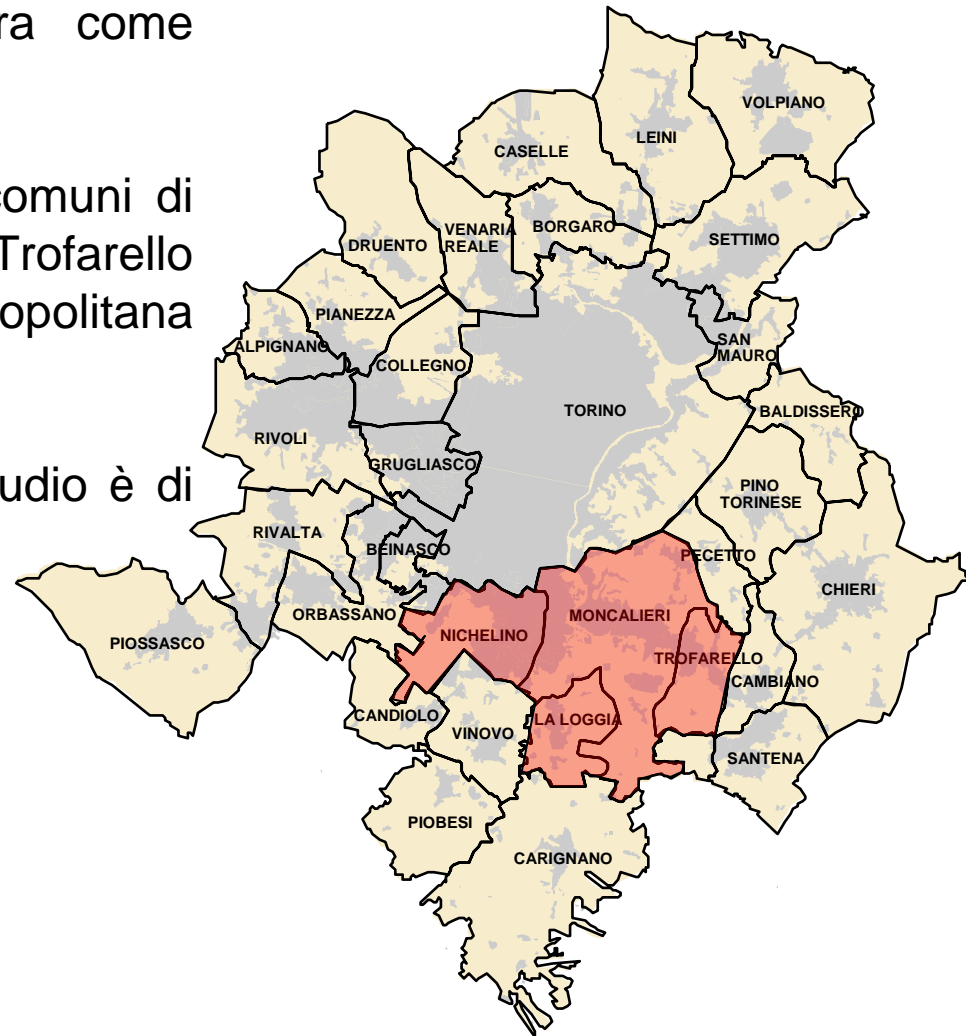 ra come
comuni di
Trofarello
opolitana
udio è di
VOLPIANO
LEINI
CASELLE
BORGARO
VENARIA
REALE
DRUENTO
SETTIMO
PIANEZZA
ALPIGNANO
COLLEGNO
SAN
MAURO
TORINO
BALDISSERO
RIVOLI
GRUGLIASCO
PINO
TORINESE
RIVALTA
BEINASCO
PECETTO
CHIERI
ORBASSANO
MONCALIERI
NICHELINO
PIOSSASCO
TROFARELLO
CAMBIANO
CANDIOLO
VINOVO
LA LOGGIA
SANTENA
PIOBESI
CARIGNANO